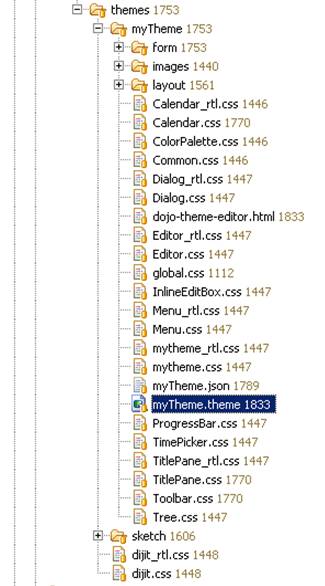 themes 1753
myTheme 1753
form 1753
images 1440
layout 1561
Calendar_rtl.css 1446
Calendar.css 1770
ColorPalette.css 1446
Common.css 1446
Dialog_rtl.css 1447
Dialog.css 1447
dojo-theme-editor.html 1833
Editor_rtl.css 1447
Editor.css 1447
global.css 1112
InlineEditBox.css 1447
Menu_rtl.css 1447
Menu.css 1447
mytheme_rtl.css 1447
mytheme.css 1447
myTheme.json 1789
myTheme.theme 1833
ProgressBar.css 1447
TimePicker.css 1447
TitlePane_rtl.css 1447
TitlePane.css 1770
Toolbar.css 1770
Tree.css 1447
sketch 1606
dijit_rtl.css 1448
dijit.css 1448